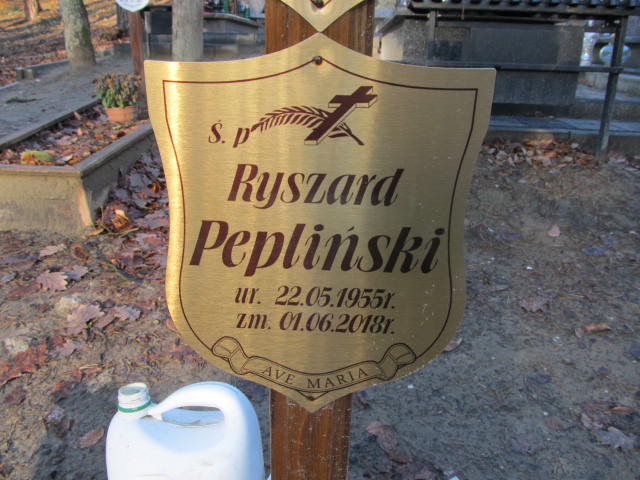 Ś. p
Ryszard
Pepliński
ur. 22.05.1955r.
zm. 01.06.2018r.
AVE MARIA